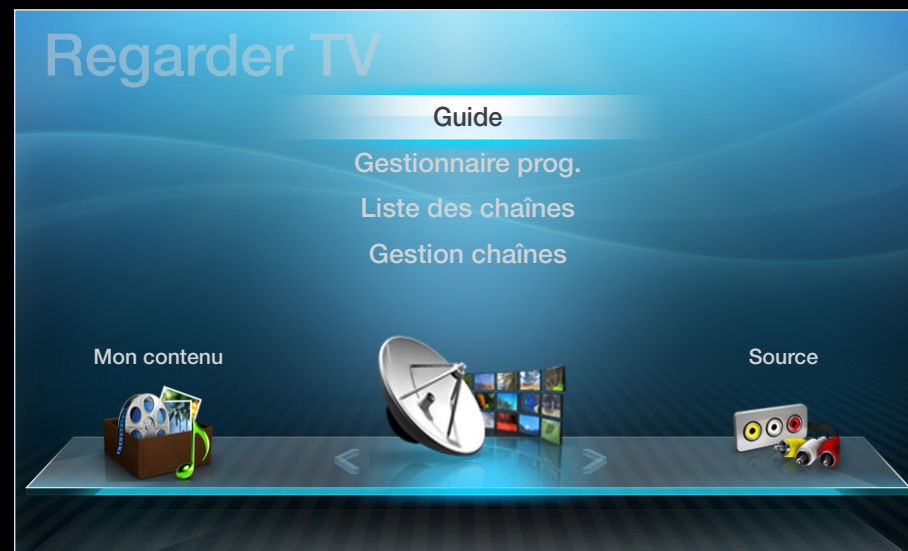 Regarder TV
Guide
Gestionnaire prog.
Liste des chaînes
Gestion chaînes
Mon contenu
Source